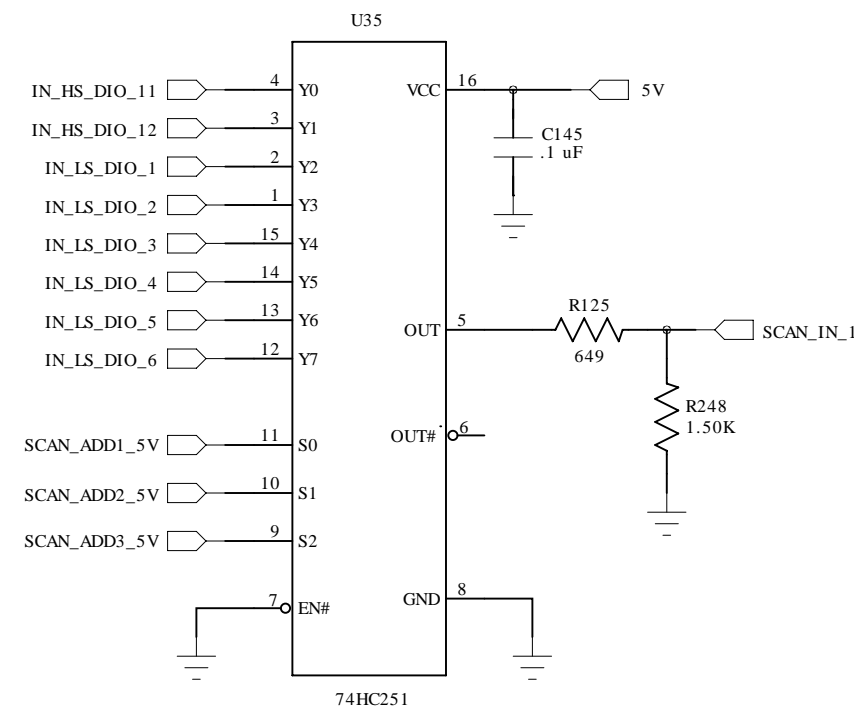 U35
IN_HS_DIO_11 4 Y0 VCC 16 5V
IN_HS_DIO_12 3 Y1
C145
.1 uF
IN_LS_DIO_1 2 Y2
IN_LS_DIO_2 1 Y3
IN_LS_DIO_3 15 Y4
IN_LS_DIO_4 14 Y5
R125
IN_LS_DIO_5 13 Y6 OUT 5 SCAN_IN_1
649
IN_LS_DIO_6 12 Y7
R248
1.50K
SCAN_ADD1_5V 11 S0 OUT# 6
SCAN_ADD2_5V 10 S1
SCAN_ADD3_5V 9 S2
7 EN# GND 8
74HC251